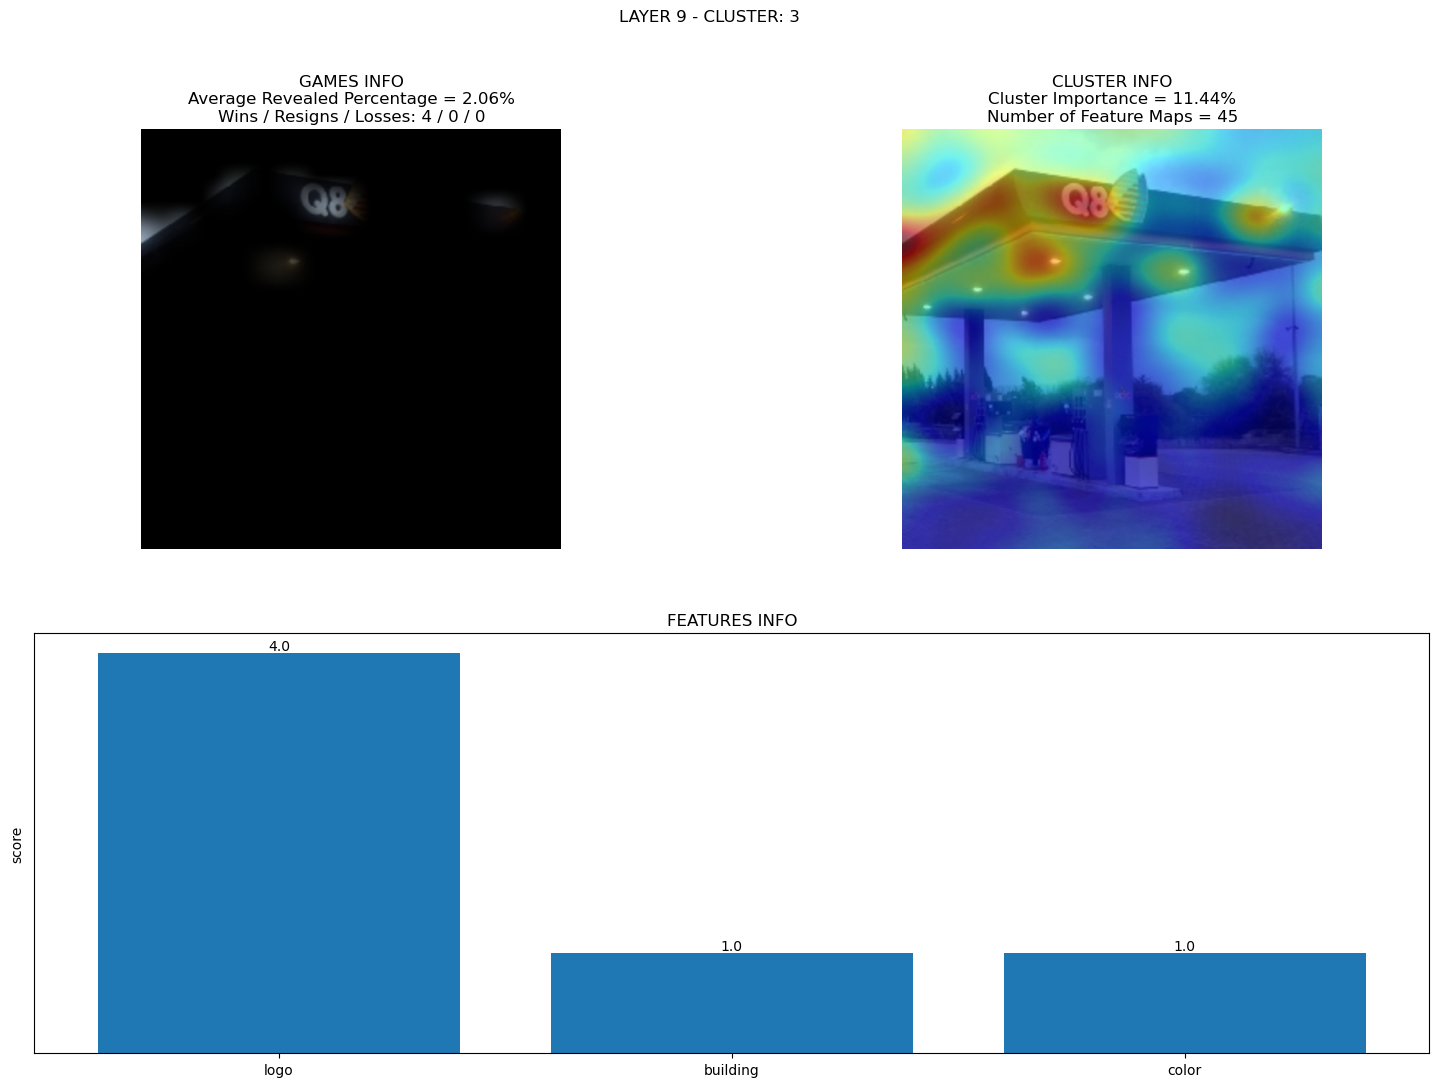 LAYER 9 - CLUSTER: 3
GAMES INFO
Average Revealed Percentage = 2.06%
Wins / Resigns / Losses: 4 / 0 / 0
Q8
CLUSTER INFO
Cluster Importance = 11.44%
Number of Feature Maps = 45
Q8
FEATURES INFO
score
4.0
1.0
1.0
logo
building
color